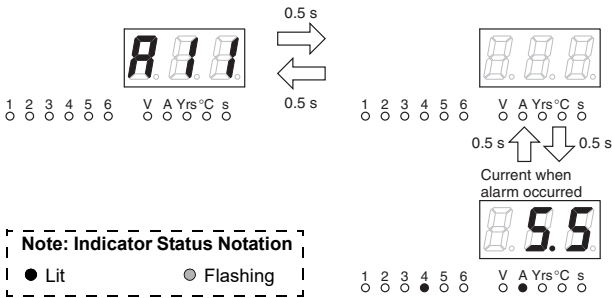 0.5 s
A11
0.5 s
1 2 3 4 5 6 V A Yrs °C s
1 2 3 4 5 6 V A Yrs °C s
0.5 s 0.5 s
Current when
alarm occurred
5.5
Note: Indicator Status Notation
Lit Flashing
1 2 3 4 5 6 V A Yrs °C s